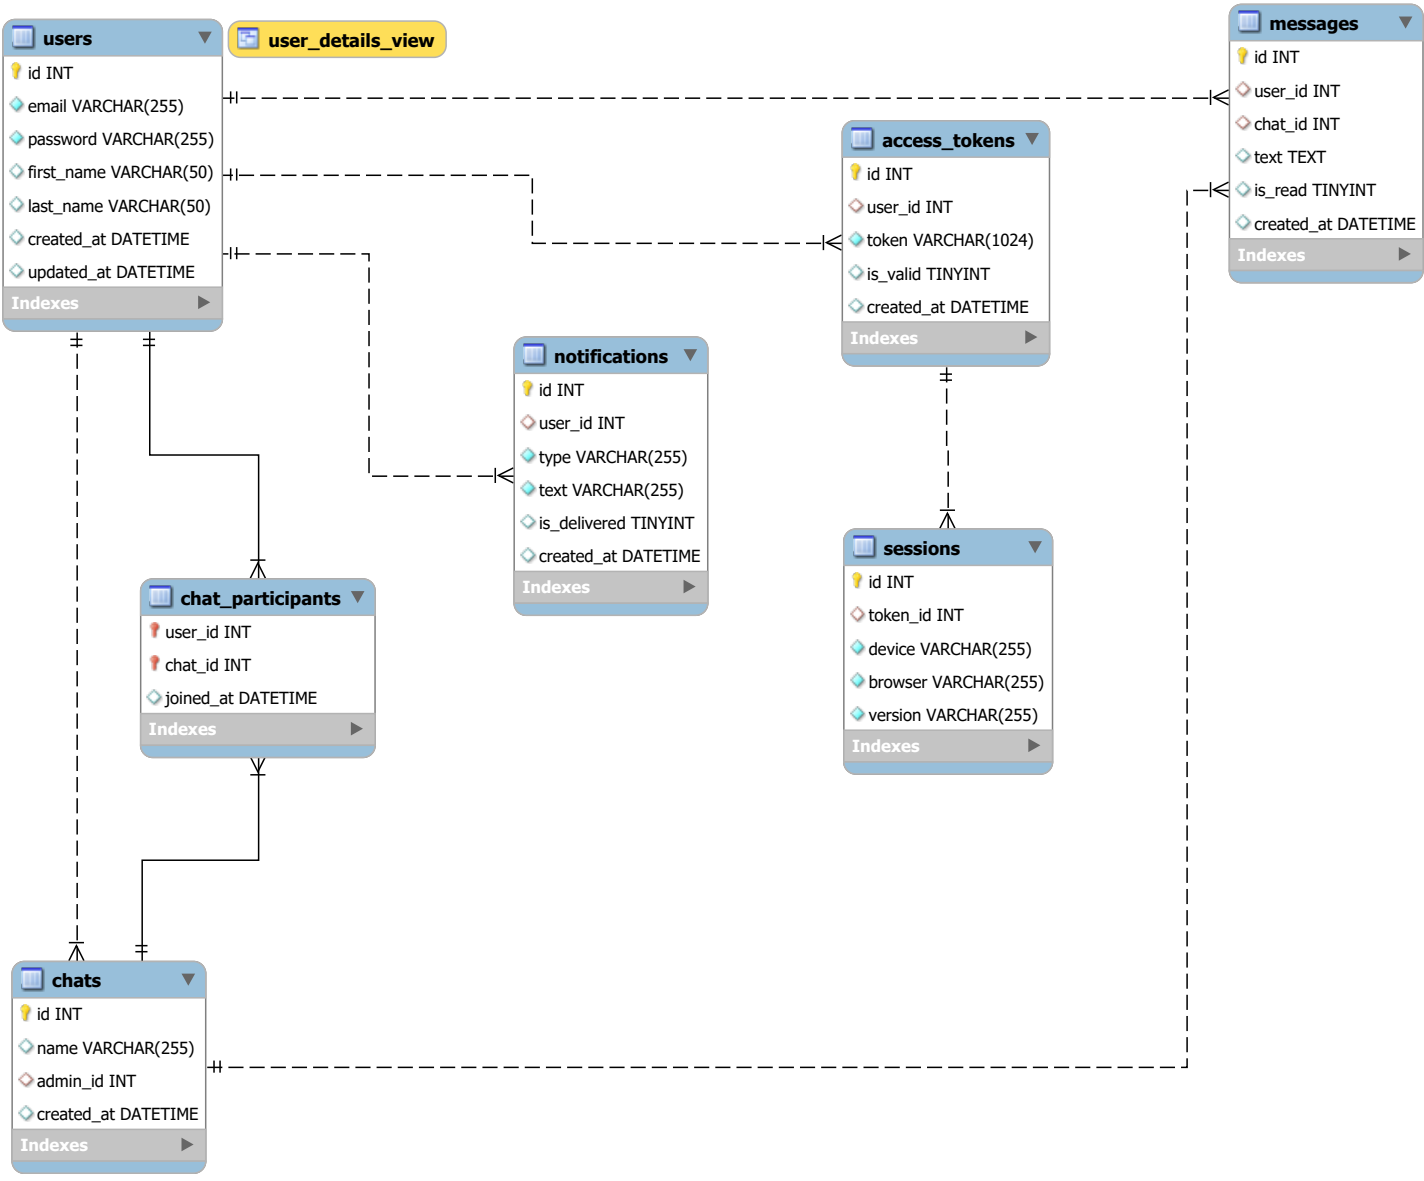 users
id INT
email VARCHAR(255)
password VARCHAR(255)
first_name VARCHAR(50)
last_name VARCHAR(50)
created_at DATETIME
updated_at DATETIME
Indexes
user_details_view
messages
id INT
user_id INT
chat_id INT
text TEXT
is_read TINYINT
created_at DATETIME
Indexes
access_tokens
id INT
user_id INT
token VARCHAR(1024)
is_valid TINYINT
created_at DATETIME
Indexes
notifications
id INT
user_id INT
type VARCHAR(255)
text VARCHAR(255)
is_delivered TINYINT
created_at DATETIME
Indexes
sessions
id INT
token_id INT
device VARCHAR(255)
browser VARCHAR(255)
version VARCHAR(255)
Indexes
chat_participants
user_id INT
chat_id INT
joined_at DATETIME
Indexes
chats
id INT
name VARCHAR(255)
admin_id INT
created_at DATETIME
Indexes